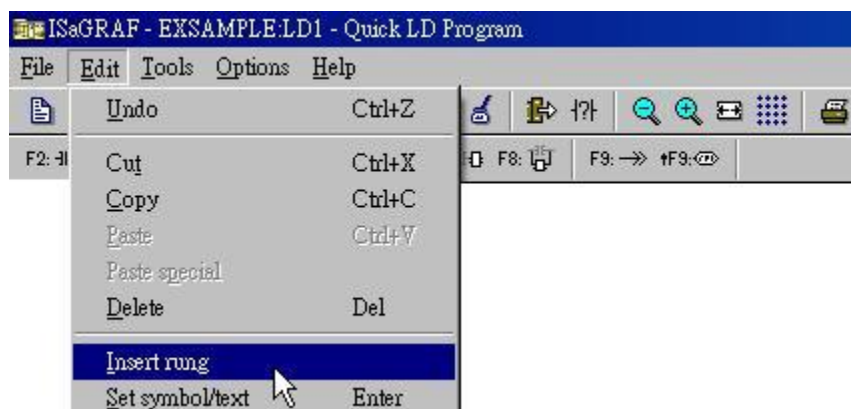 ISaGRAF - EXSAMPLE:LD1 - Quick LD Program
File Edit Tools Options Help
Undo Ctrl+Z
F2: F8: F9: F9:
Cut Ctrl+X
Copy Ctrl+C
Paste Ctrl+V
Paste special
Delete Del
Insert rung
Set symbol/text Enter